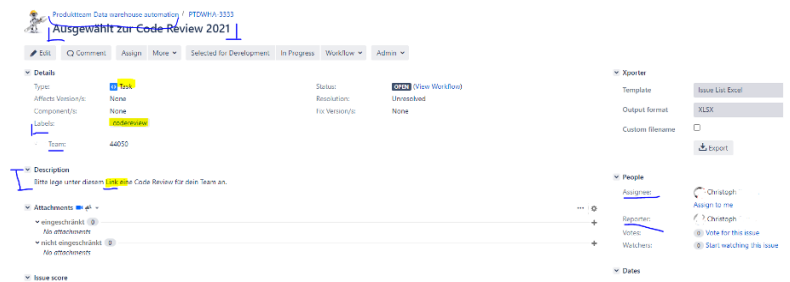 Produktteam Data warehouse automation / PTDWHA-3333
Ausgewählt zur Code Review 2021
Edit Comment Assign More Selected for Development In Progress Workflow Admin
Details
Type: Task
Status: OPEN (View Workflow)
Affects Version/s: None
Resolution: Unresolved
Component/s: None
Fix Version/s: None
Labels: codereview
Team: 44050
Description
Bitte lege unter diesem Link eine Code Review für dein Team an.
Attachments
eingeschränkt 0
No attachments
nicht eingeschränkt 0
No attachments
Issue score
Xporter
Template Issue List Excel
Output format XLSX
Custom filename
Export
People
Assignee: Christoph
Assign to me
Reporter: Christoph
Votes: 0 Vote for this issue
Watchers: 0 Start watching this issue
Dates